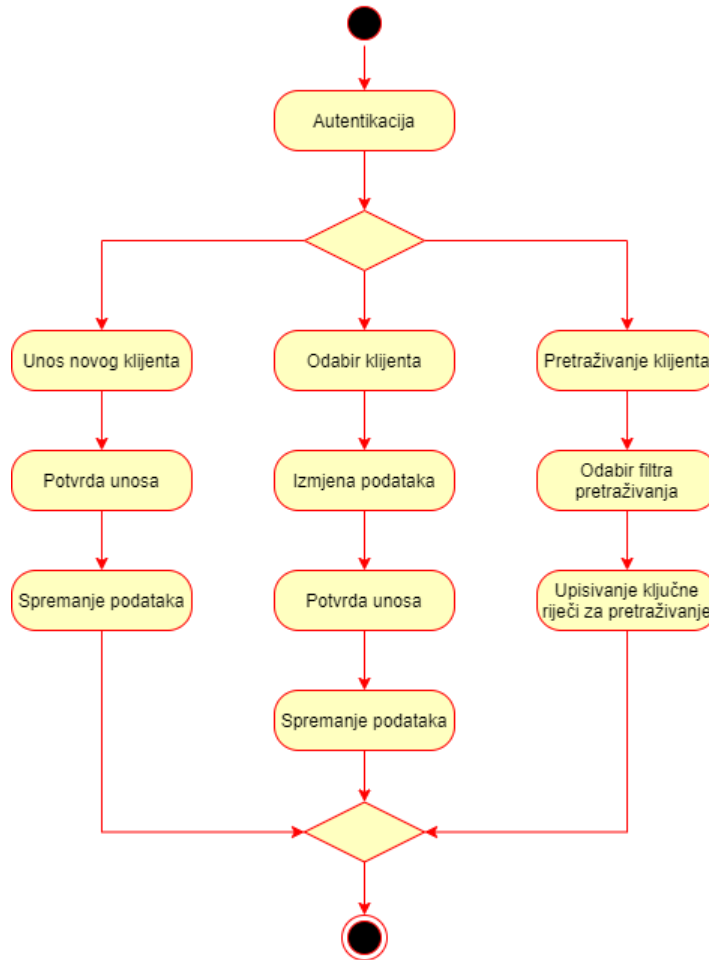 Autentikacija
Unos novog klijenta
Odabir klijenta
Pretraživanje klijenta
Potvrda unosa
Izmjena podataka
Odabir filtra
pretraživanja
Spremanje podataka
Potvrda unosa
Upisivanje ključne
riječi za pretraživanje
Spremanje podataka